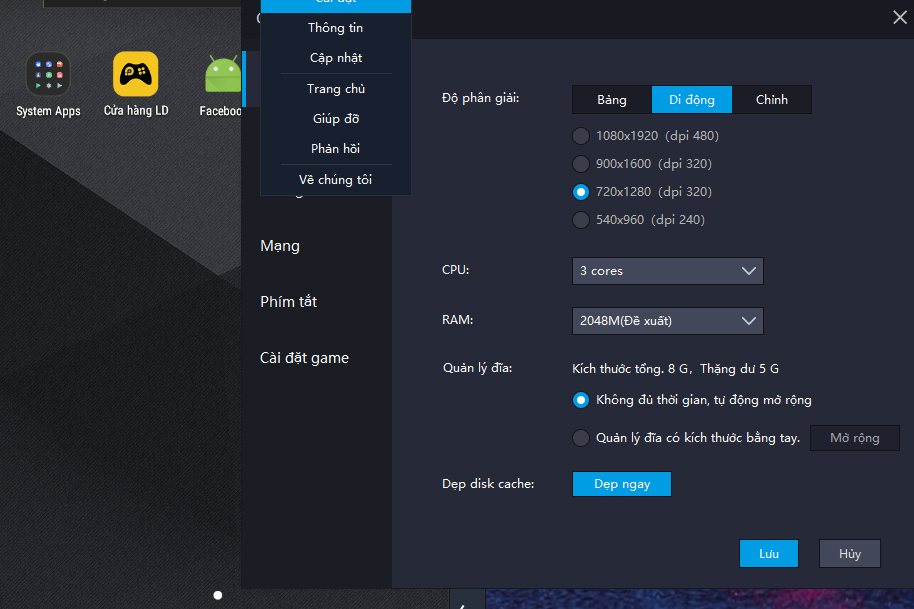 Thông tin
Cập nhật
Trang chủ
Giúp đỡ
Phản hồi
Về chúng tôi
System Apps
Cửa hàng LD
Faceboo
Mạng
Phím tắt
Cài đặt game
Độ phân giải:
Bảng
Di động
Chỉnh
1080x1920 (dpi 480)
900x1600 (dpi 320)
720x1280 (dpi 320)
540x960 (dpi 240)
CPU:
3 cores
RAM:
2048M(Đề xuất)
Quản lý đĩa:
Kích thước tổng. 8 G, Thặng dư 5 G
Không đủ thời gian, tự động mở rộng
Quản lý đĩa có kích thước bằng tay.
Mở rộng
Dẹp disk cache:
Dẹp ngay
Lưu
Hủy